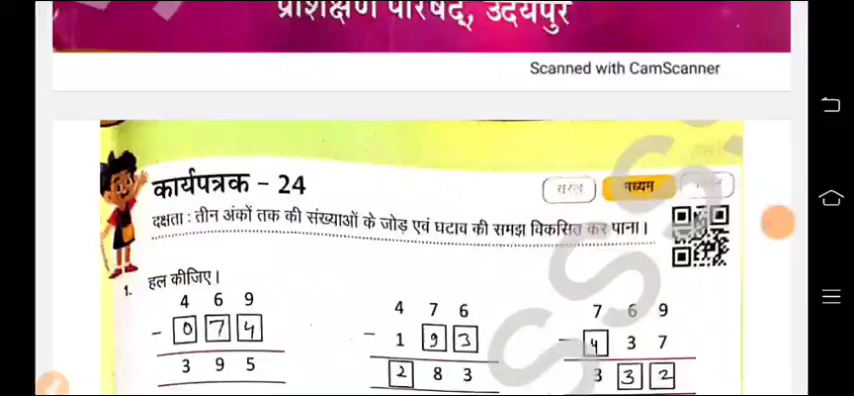 प्रशिक्षण परिषद्, उदयपुर
Scanned with CamScanner
कार्यपत्रक - 24
सरल मध्यम
दक्षता : तीन अंकों तक की संख्याओं के जोड़ एवं घटाव की समझ विकसित कर पाना।
1. हल कीजिए।
4 6 9
- 0 7 4
3 9 5
4 7 6
- 1 9 3
2 8 3
7 6 9
- 4 3 7
3 3 2